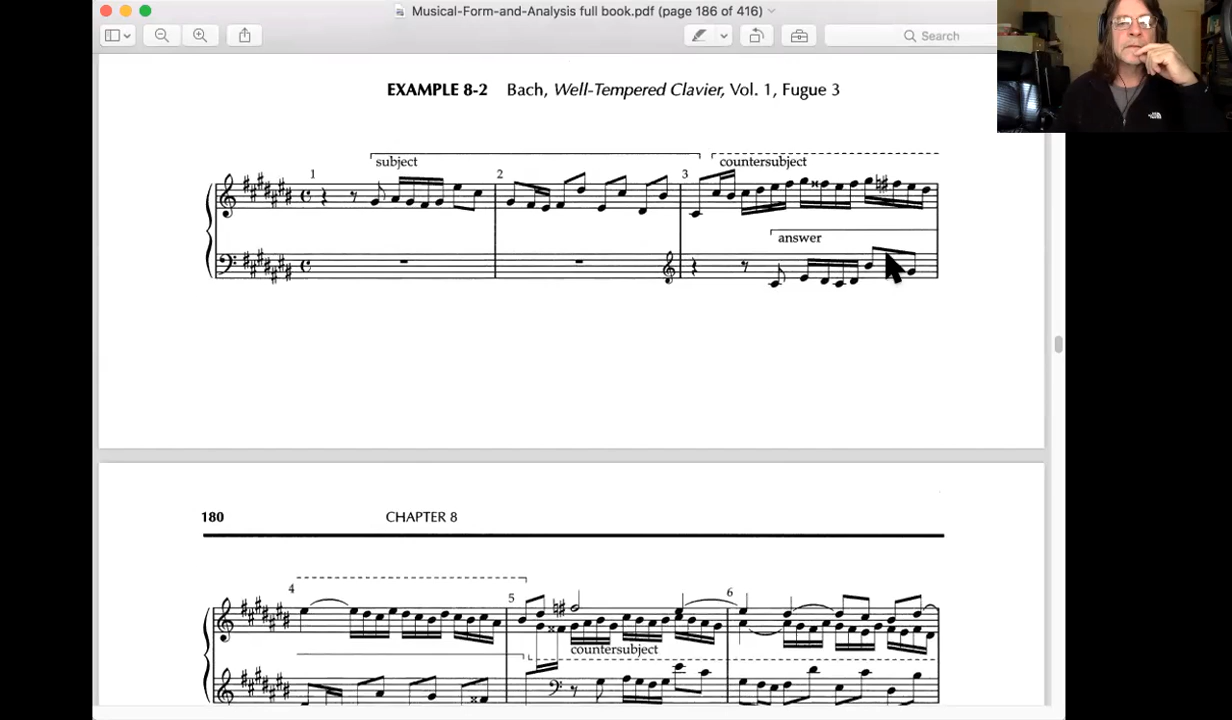 Musical-Form-and-Analysis full book.pdf (page 186 of 416)
Search
EXAMPLE 8-2 Bach, Well-Tempered Clavier, Vol. 1, Fugue 3
subject
countersubject
1
2
3
answer
180 CHAPTER 8
4
5
6
countersubject